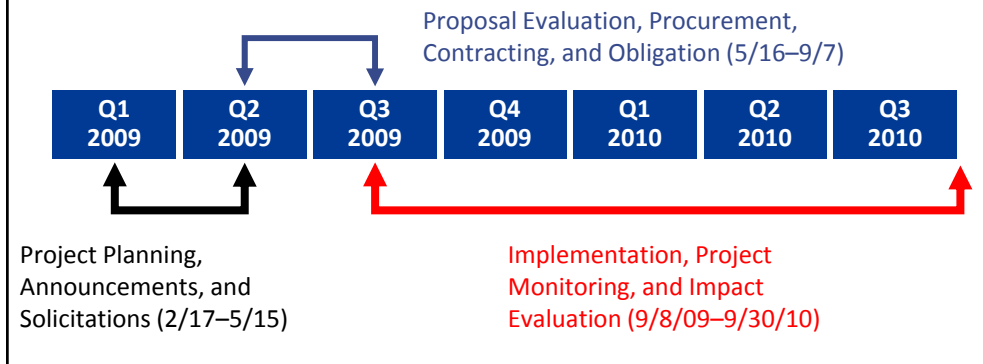 Proposal Evaluation, Procurement,
Contracting, and Obligation (5/16–9/7)
Q1
2009
Q2
2009
Q3
2009
Q4
2009
Q1
2010
Q2
2010
Q3
2010
Project Planning,
Announcements, and
Solicitations (2/17–5/15)
Implementation, Project
Monitoring, and Impact
Evaluation (9/8/09–9/30/10)